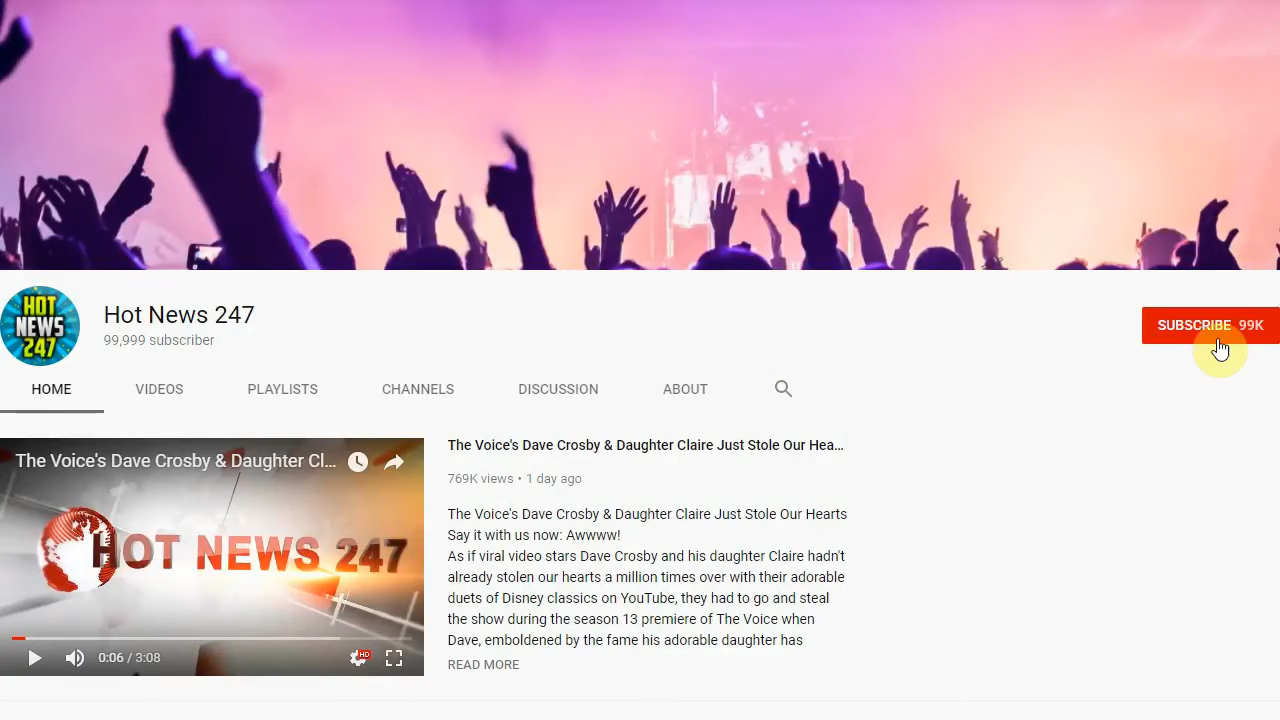 Hot News 247
99,999 subscriber
SUBSCRIBE 99K
HOT
NEWS
247
HOME VIDEOS PLAYLISTS CHANNELS DISCUSSION ABOUT
The Voice's Dave Crosby & Daughter Cl...
HOT NEWS 247
0:06 / 3:08
HD
The Voice's Dave Crosby & Daughter Claire Just Stole Our Hea...
769K views • 1 day ago
The Voice's Dave Crosby & Daughter Claire Just Stole Our Hearts
Say it with us now: Awwww!
As if viral video stars Dave Crosby and his daughter Claire hadn't
already stolen our hearts a million times over with their adorable
duets of Disney classics on YouTube, they had to go and steal
the show during the season 13 premiere of The Voice when
Dave, emboldened by the fame his adorable daughter has
READ MORE